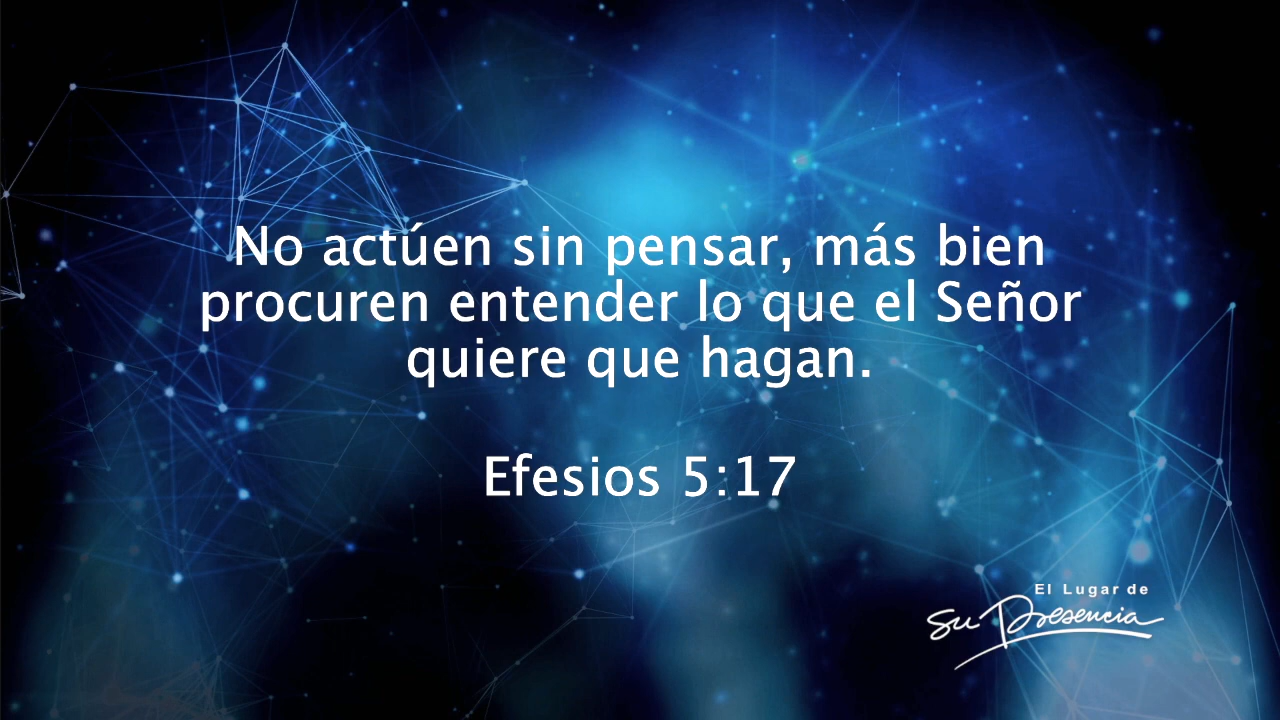 No actúen sin pensar, más bien
procuren entender lo que el Señor
quiere que hagan.
Efesios 5:17
El Lugar de
Su Presencia